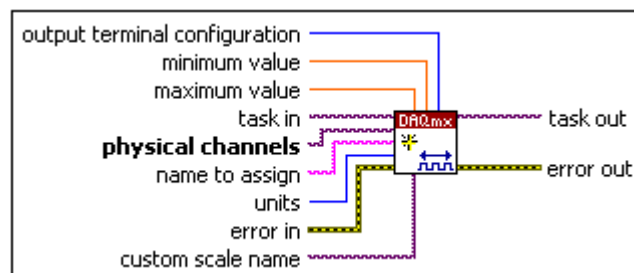 output terminal configuration
minimum value
maximum value
task in
DAQmx
task out
physical channels
name to assign
units
error out
error in
custom scale name